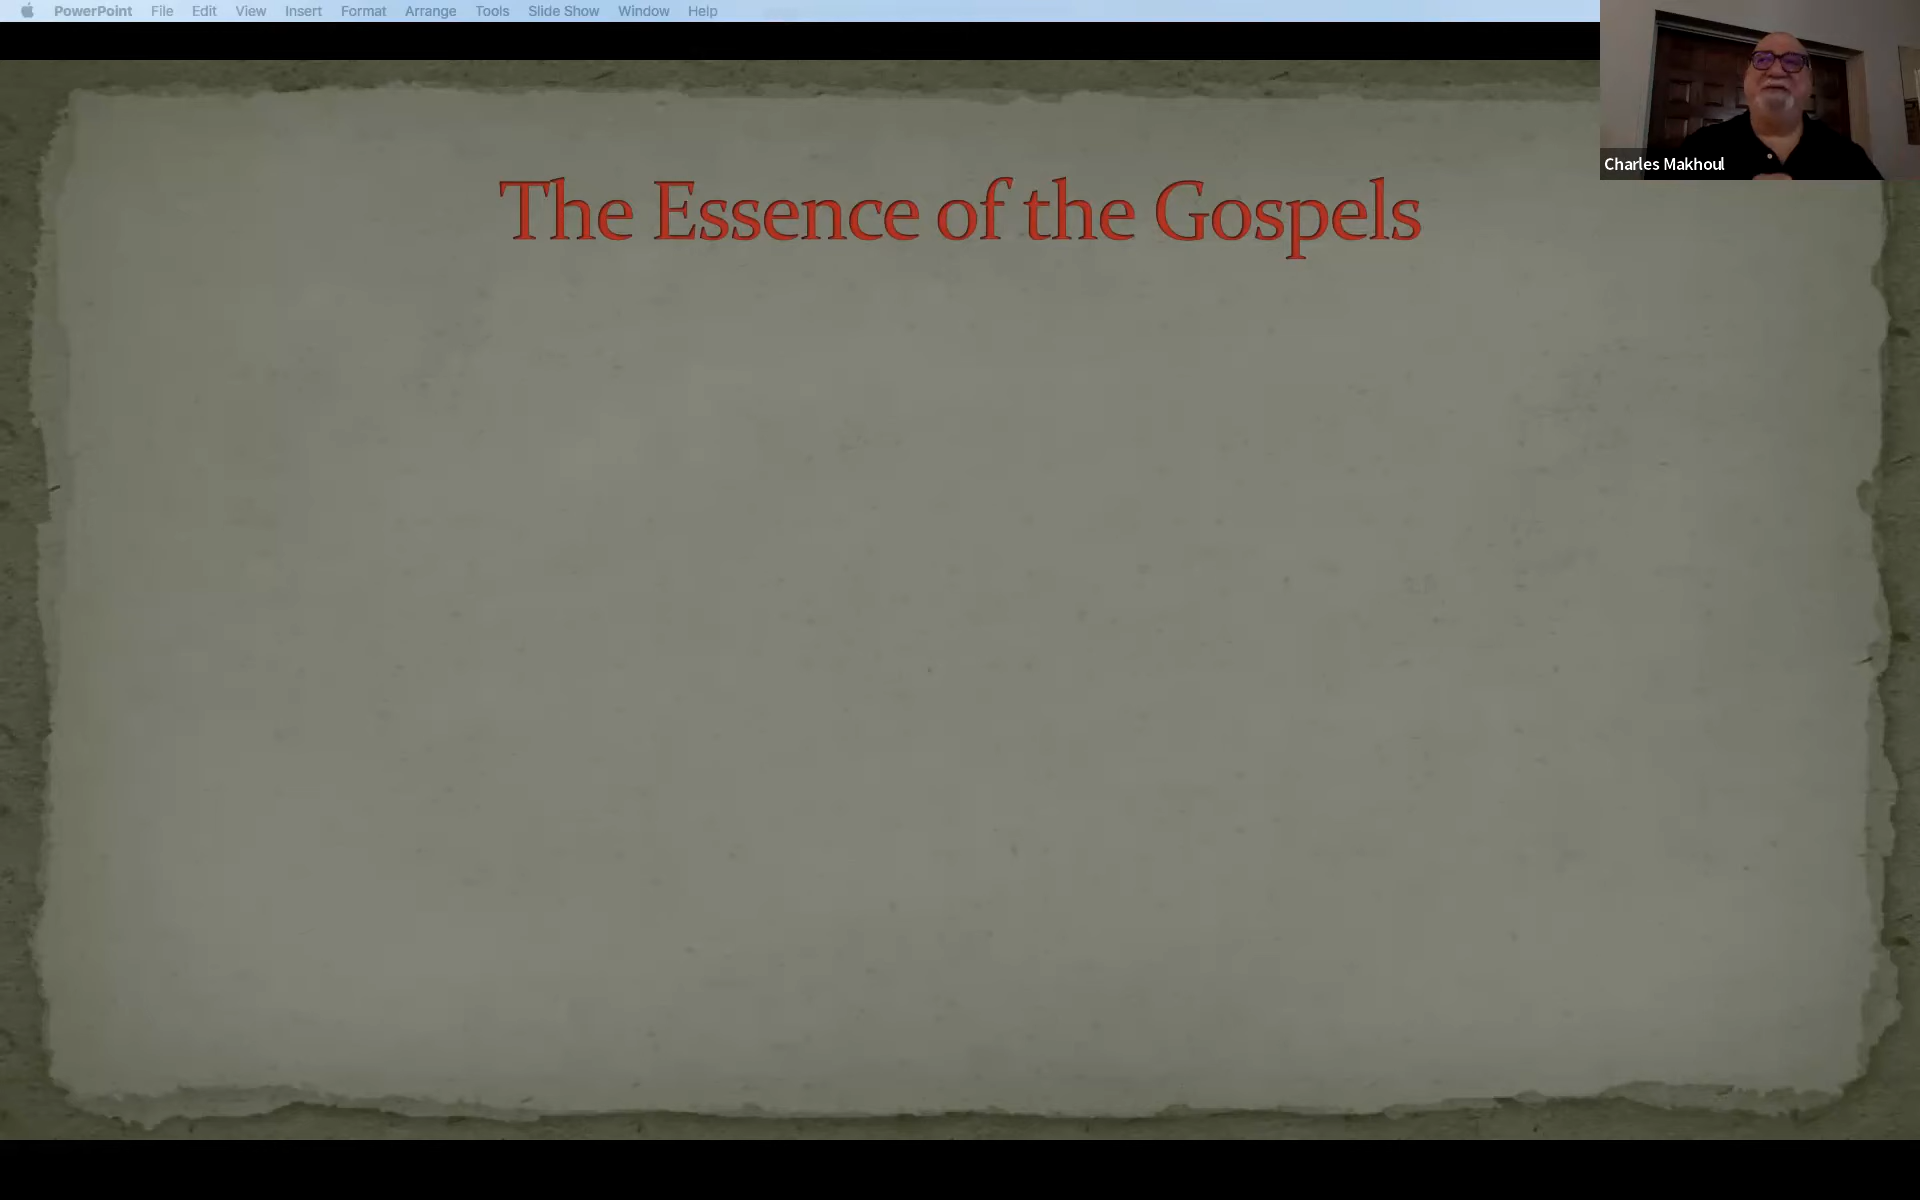 PowerPoint File Edit View Insert Format Arrange Tools Slide Show Window Help
Charles Makhoul
The Essence of the Gospels